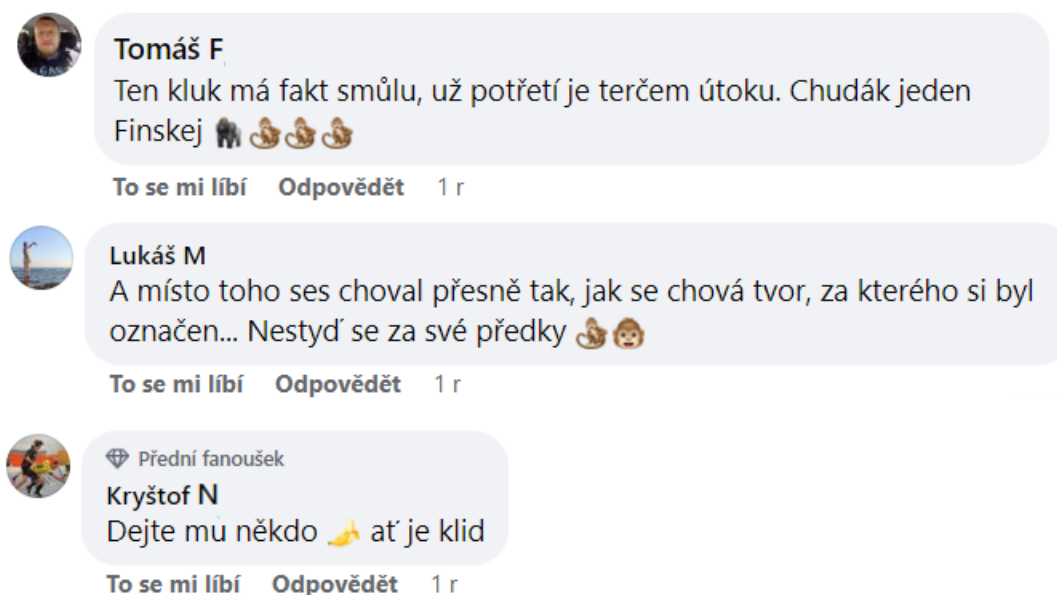 Tomáš F
Ten kluk má fakt smůlu, už potřetí je terčem útoku. Chudák jeden
Finskej 🦍🐒🐒🐒
To se mi líbí Odpovědět 1 r
Lukáš M
A místo toho ses choval přesně tak, jak se chová tvor, za kterého si byl
označen... Nestyď se za své předky 🐒🐵
To se mi líbí Odpovědět 1 r
Přední fanoušek
Kryštof N
Dejte mu někdo 🍌 ať je klid
To se mi líbí Odpovědět 1 r